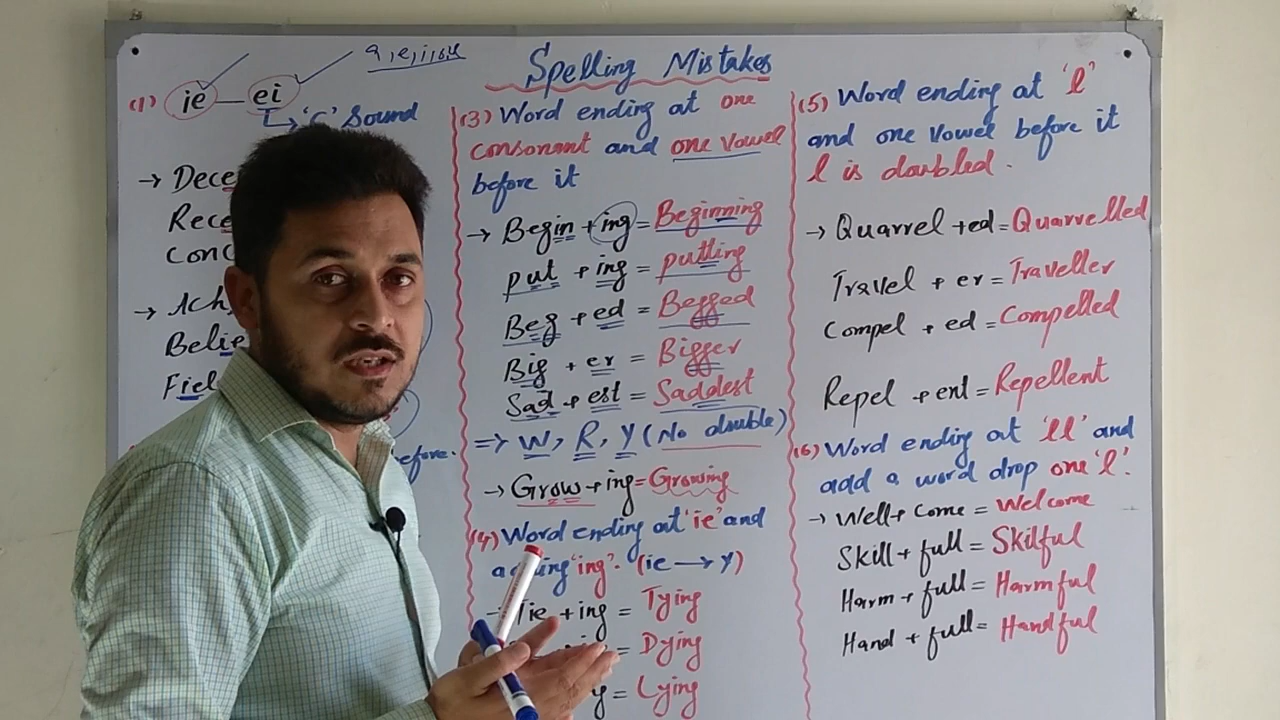 Spelling Mistakes
a, e, i, o, u
(1) ie — ei
'C' Sound
→ Dece
Rece
Conc
→ Ach
Belie
Fiel
efore.
(3) Word ending at one
consonant and one vowel
before it
→ Begin + ing = Beginning
put + ing = putting
Beg + ed = Begged
Big + er = Bigger
Sad + est = Saddest
⇒ W, R, Y (No double)
→ Grow + ing = Growing
(4) Word ending at 'ie' and
adding 'ing'. (ie → y)
→ Tie + ing = Tying
= Dying
g = Lying
(5) Word ending at 'l'
and one vowel before it
l is doubled.
→ Quarrel + ed = Quarrelled
Travel + er = Traveller
Compel + ed = Compelled
Repel + ent = Repellent
(6) Word ending at 'll' and
add a word drop one 'l'.
→ Well + Come = Welcome
Skill + full = Skilful
Harm + full = Harmful
Hand + full = Handful